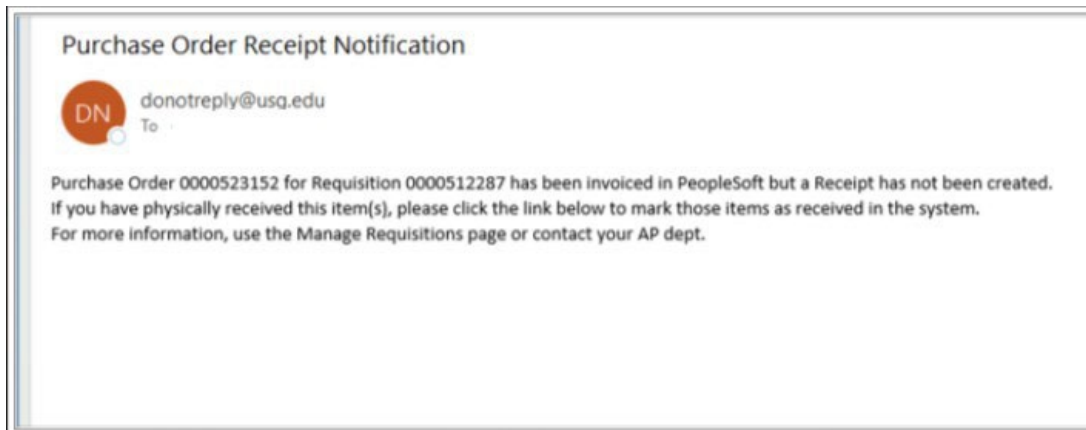 Purchase Order Receipt Notification
DN
donotreply@usg.edu
To
Purchase Order 0000523152 for Requisition 0000512287 has been invoiced in PeopleSoft but a Receipt has not been created.
If you have physically received this item(s), please click the link below to mark those items as received in the system.
For more information, use the Manage Requisitions page or contact your AP dept.